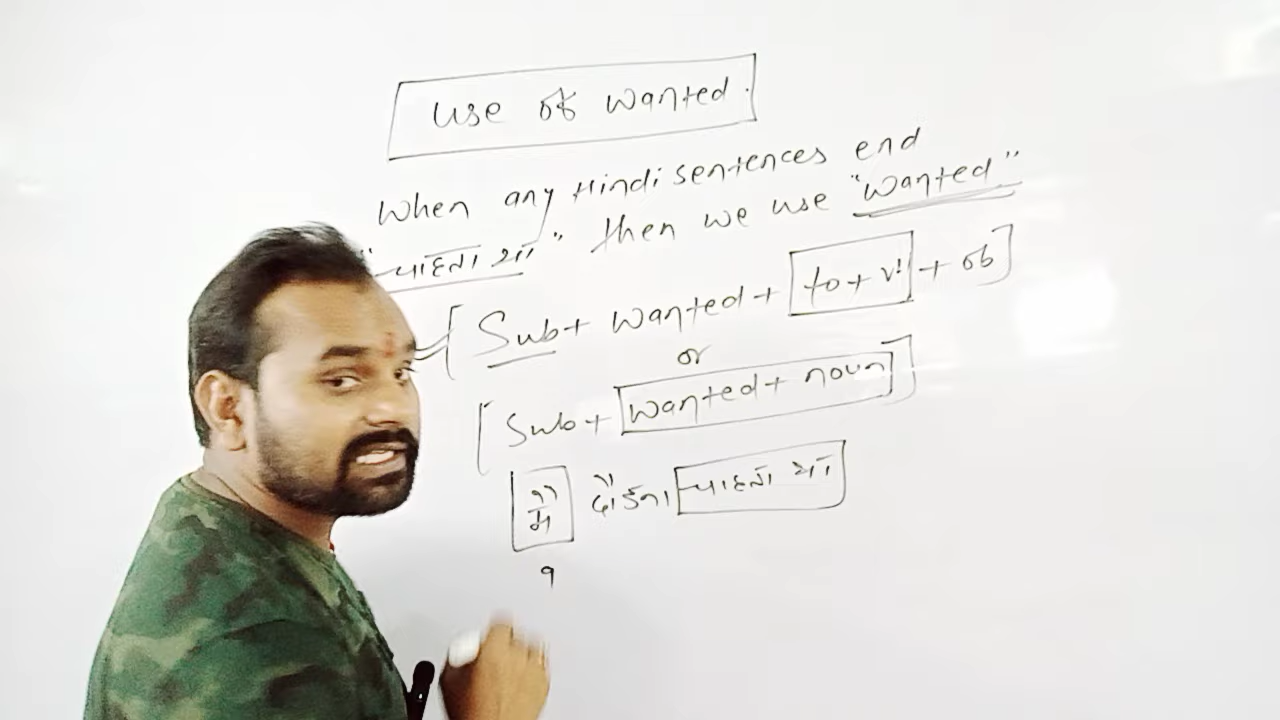 Use of Wanted.
When any Hindi sentences end
"चाहता था" then we use "Wanted"
[Sub + Wanted + to + v1 + ob]
or
[Sub + Wanted + noun]
मैं दौड़ना चाहता था